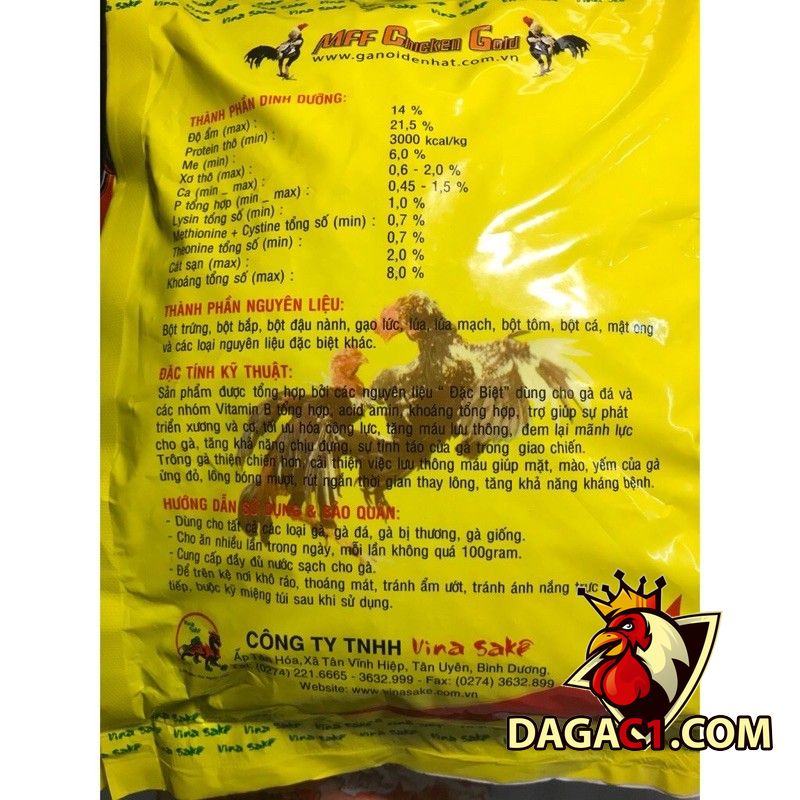 Vina Sakê Vina Sakê Vina Sakê
MFF Chicken Gold
www.ganoidenhat.com.vn
THÀNH PHẦN DINH DƯỠNG:
Độ ẩm (max) : 14 %
Protein thô (min) : 21,5 %
Me (min) : 3000 kcal/kg
Xơ thô (max) : 6,0 %
Ca (min _ max) : 0,6 - 2,0 %
P tổng hợp (min _ max) : 0,45 - 1,5 %
Lysin tổng số (min) : 1,0 %
Methionine + Cystine tổng số (min) : 0,7 %
Theonine tổng số (min) : 0,7 %
Cát sạn (max) : 2,0 %
Khoáng tổng số (max) : 8,0 %
THÀNH PHẦN NGUYÊN LIỆU:
Bột trứng, bột bắp, bột đậu nành, gạo lức, lúa, lúa mạch, bột tôm, bột cá, mật ong
và các loại nguyên liệu đặc biệt khác.
ĐẶC TÍNH KỸ THUẬT:
Sản phẩm được tổng hợp bởi các nguyên liệu “ Đặc Biệt” dùng cho gà đá và
các nhóm Vitamin B tổng hợp, acid amin, khoáng tổng hợp, trợ giúp sự phát
triển xương và cơ, tối ưu hóa công lực, tăng máu lưu thông, đem lại mãnh lực
cho gà, tăng khả năng chịu đựng, sự tỉnh táo của gà trong giao chiến.
Trông gà thiện chiến hơn, cải thiện việc lưu thông máu giúp mặt, mào, yếm của gà
ửng đỏ, lông bóng mượt, rút ngắn thời gian thay lông, tăng khả năng kháng bệnh.
HƯỚNG DẪN SỬ DỤNG & BẢO QUẢN:
- Dùng cho tất cả các loại gà, gà đá, gà bị thương, gà giống.
- Cho ăn nhiều lần trong ngày, mỗi lần không quá 100gram.
- Cung cấp đầy đủ nước sạch cho gà.
- Để trên kệ nơi khô ráo, thoáng mát, tránh ẩm ướt, tránh ánh nắng trực
tiếp, buộc kỹ miệng túi sau khi sử dụng.
CÔNG TY TNHH Vina Sakê
Ấp Tân Hóa,Xã Tân Vĩnh Hiệp, Tân Uyên, Bình Dương.
Tel: (0274) 221.6665 - 3632.999 - Fax: (0274) 3632.899
Website: www.vinasake.com.vn
Vina Sakê Vina Sakê Vina Sakê Vina Sakê
DAGAC1.COM